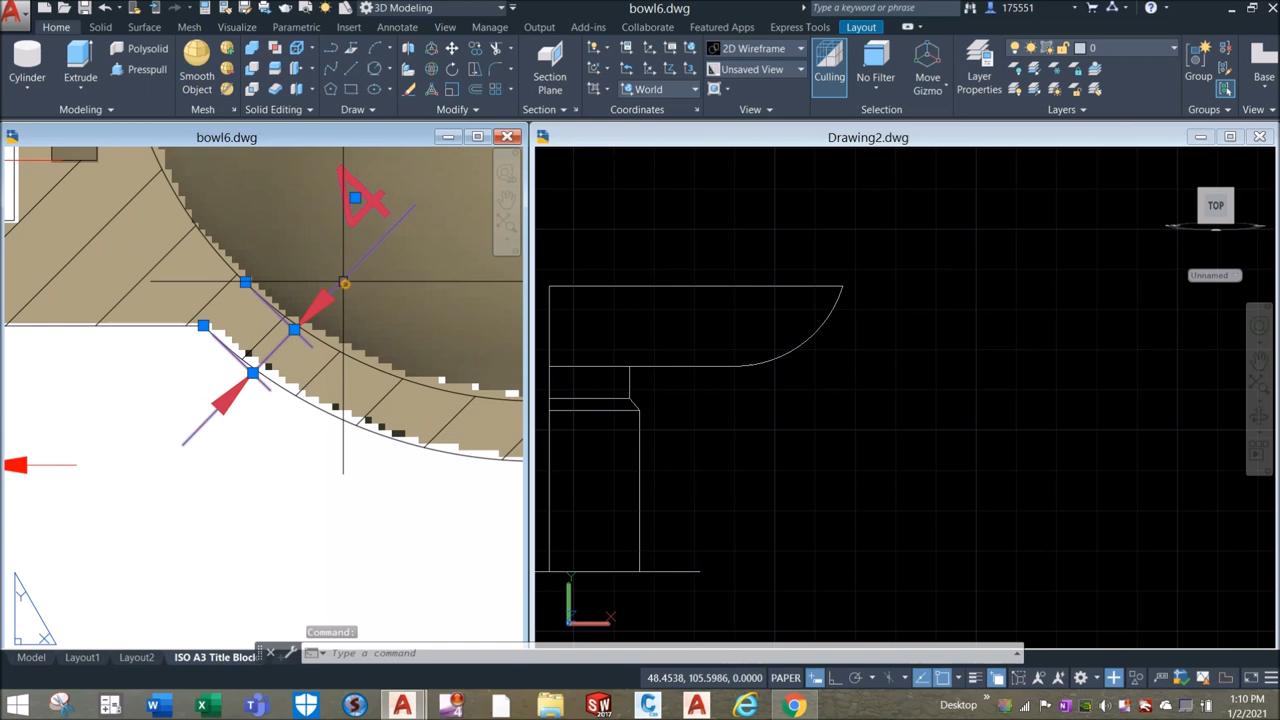 3D Modeling
bowl6.dwg
Type a keyword or phrase
175551
Home Solid Surface Mesh Visualize Parametric Insert Annotate View Manage Output Add-ins Collaborate Featured Apps Express Tools Layout
Cylinder
Extrude
Polysolid
Presspull
Smooth Object
Section Plane
World
2D Wireframe
Unsaved View
Culling
No Filter
Move Gizmo
Layer Properties
0
Group
Base
Modeling
Mesh
Solid Editing
Draw
Modify
Section
Coordinates
View
Selection
Layers
Groups
View
bowl6.dwg
Drawing2.dwg
4
TOP
Unnamed
Y
X
Y
X
Command:
Type a command
Model Layout1 Layout2 ISO A3 Title Block
48.4538, 105.5986, 0.0000 PAPER
Desktop
1:10 PM
1/2/2021